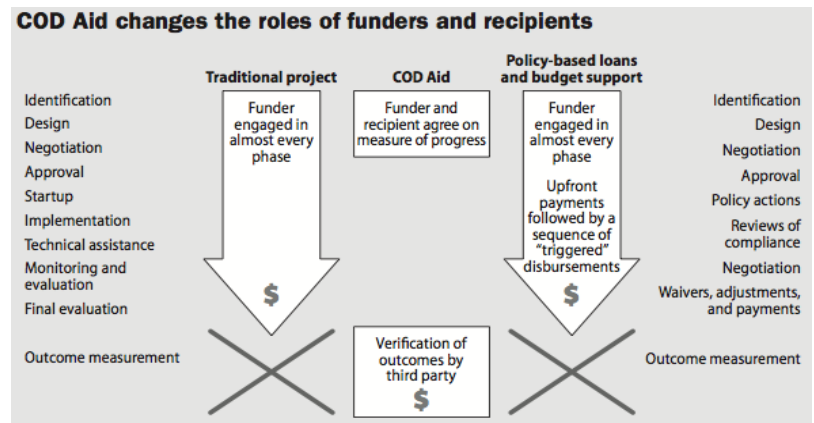 COD Aid changes the roles of funders and recipients
Traditional project
COD Aid
Policy-based loans
and budget support
Identification
Design
Negotiation
Approval
Startup
Implementation
Technical assistance
Monitoring and
evaluation
Final evaluation
Outcome measurement
Funder
engaged in
almost every
phase
$
Funder and
recipient agree on
measure of progress
Verification of
outcomes by
third party
$
Funder
engaged in
almost every
phase
Upfront
payments
followed by a
sequence of
“triggered”
disbursements
$
Identification
Design
Negotiation
Approval
Policy actions
Reviews of
compliance
Negotiation
Waivers, adjustments,
and payments
Outcome measurement